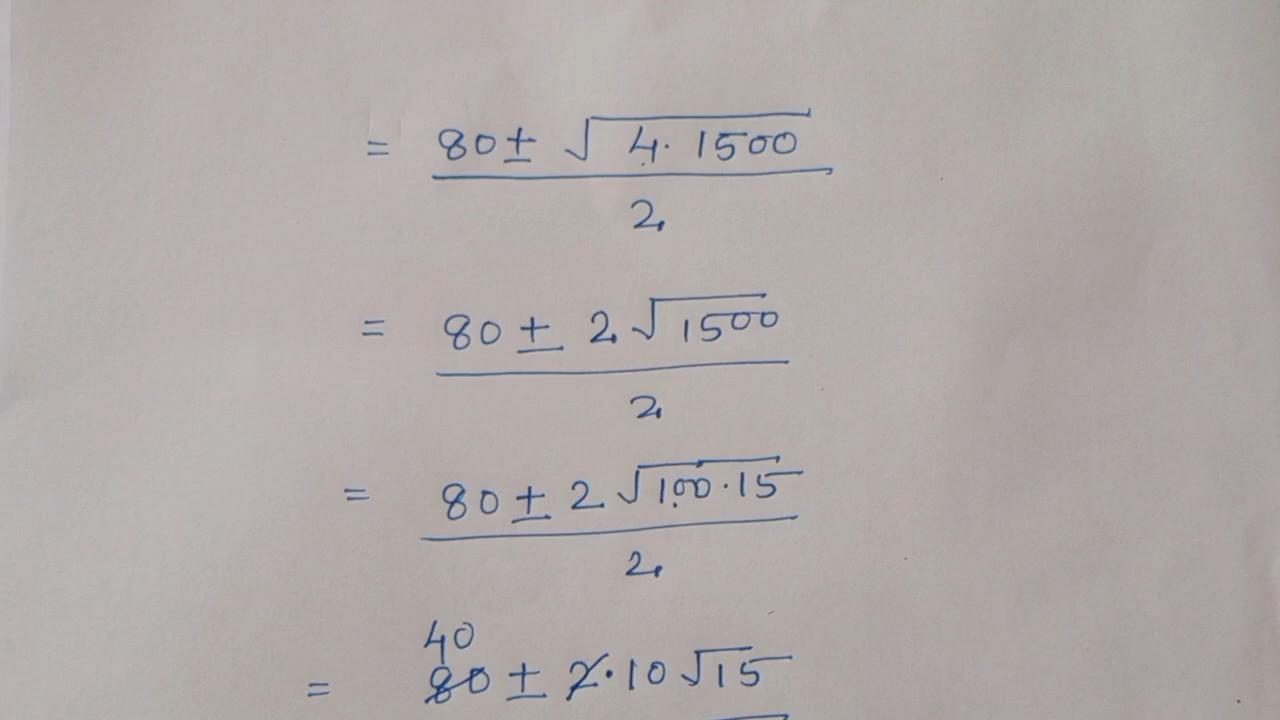 = 80 ± √4. 1500
2
= 80 ± 2 √1500
2
= 80 ± 2 √100 . 15
2
40
= 80 ± 2 . 10 √15